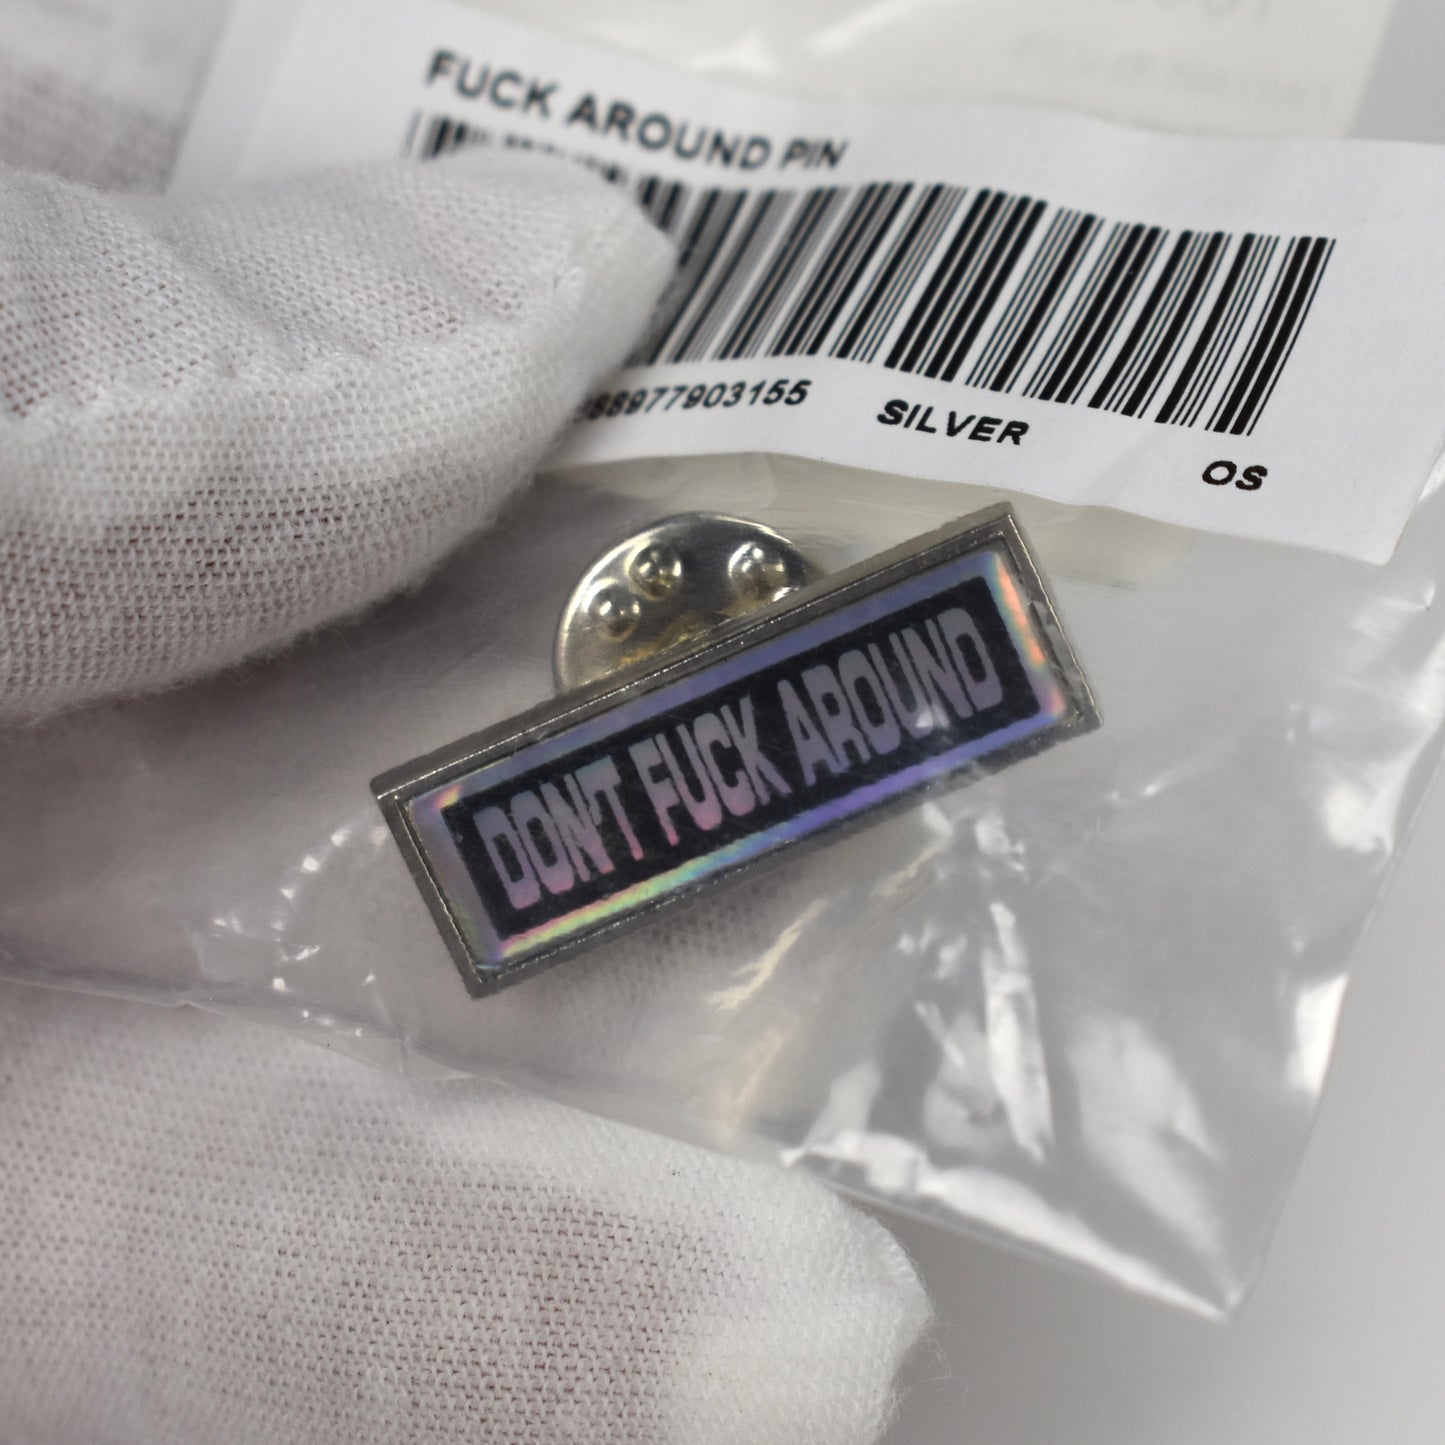 FUCK AROUND PIN
88977903155
SILVER
OS
DON'T FUCK AROUND